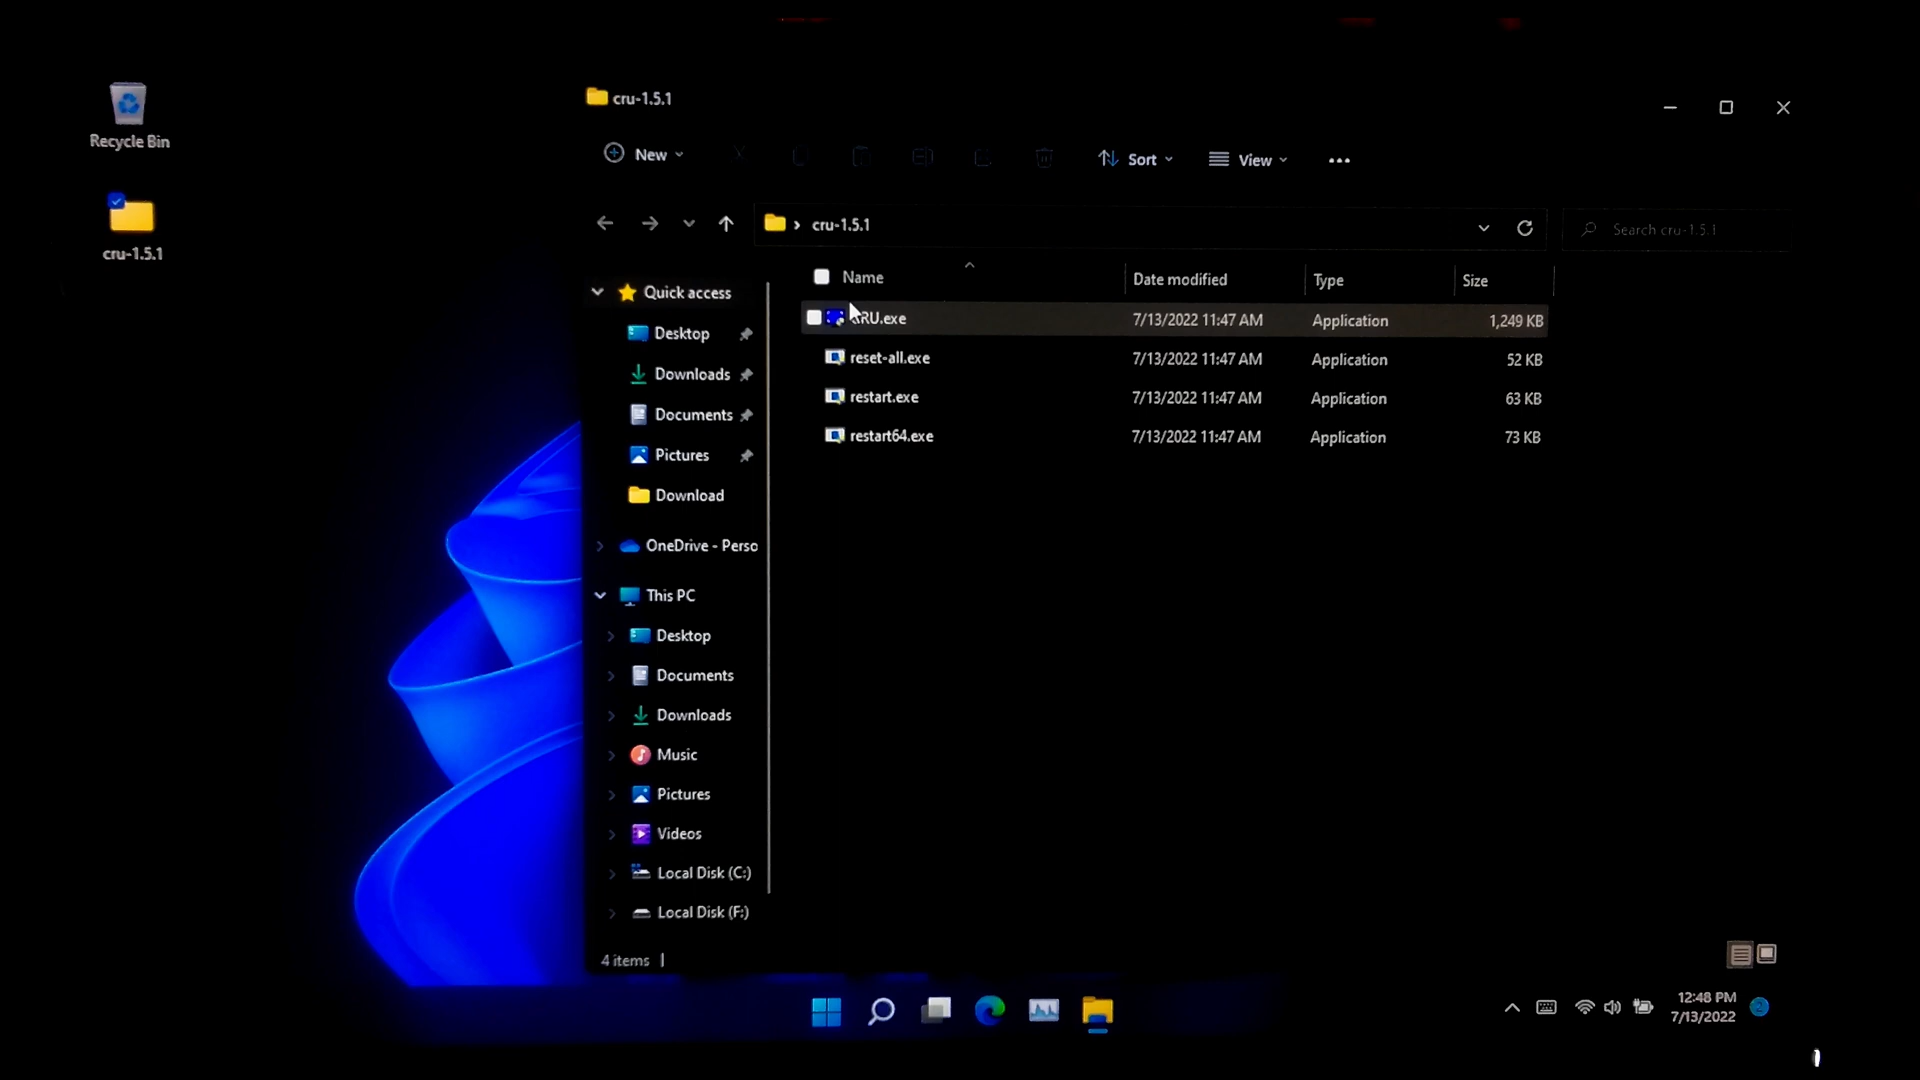 Recycle Bin
cru-1.5.1
cru-1.5.1
New
Sort
View
cru-1.5.1
Search cru-1.5.1
Name
Date modified
Type
Size
CRU.exe
7/13/2022 11:47 AM
Application
1,249 KB
reset-all.exe
7/13/2022 11:47 AM
Application
52 KB
restart.exe
7/13/2022 11:47 AM
Application
63 KB
restart64.exe
7/13/2022 11:47 AM
Application
73 KB
Quick access
Desktop
Downloads
Documents
Pictures
Download
OneDrive - Perso
This PC
Desktop
Documents
Downloads
Music
Pictures
Videos
Local Disk (C:)
Local Disk (F:)
4 items
12:48 PM
7/13/2022
2